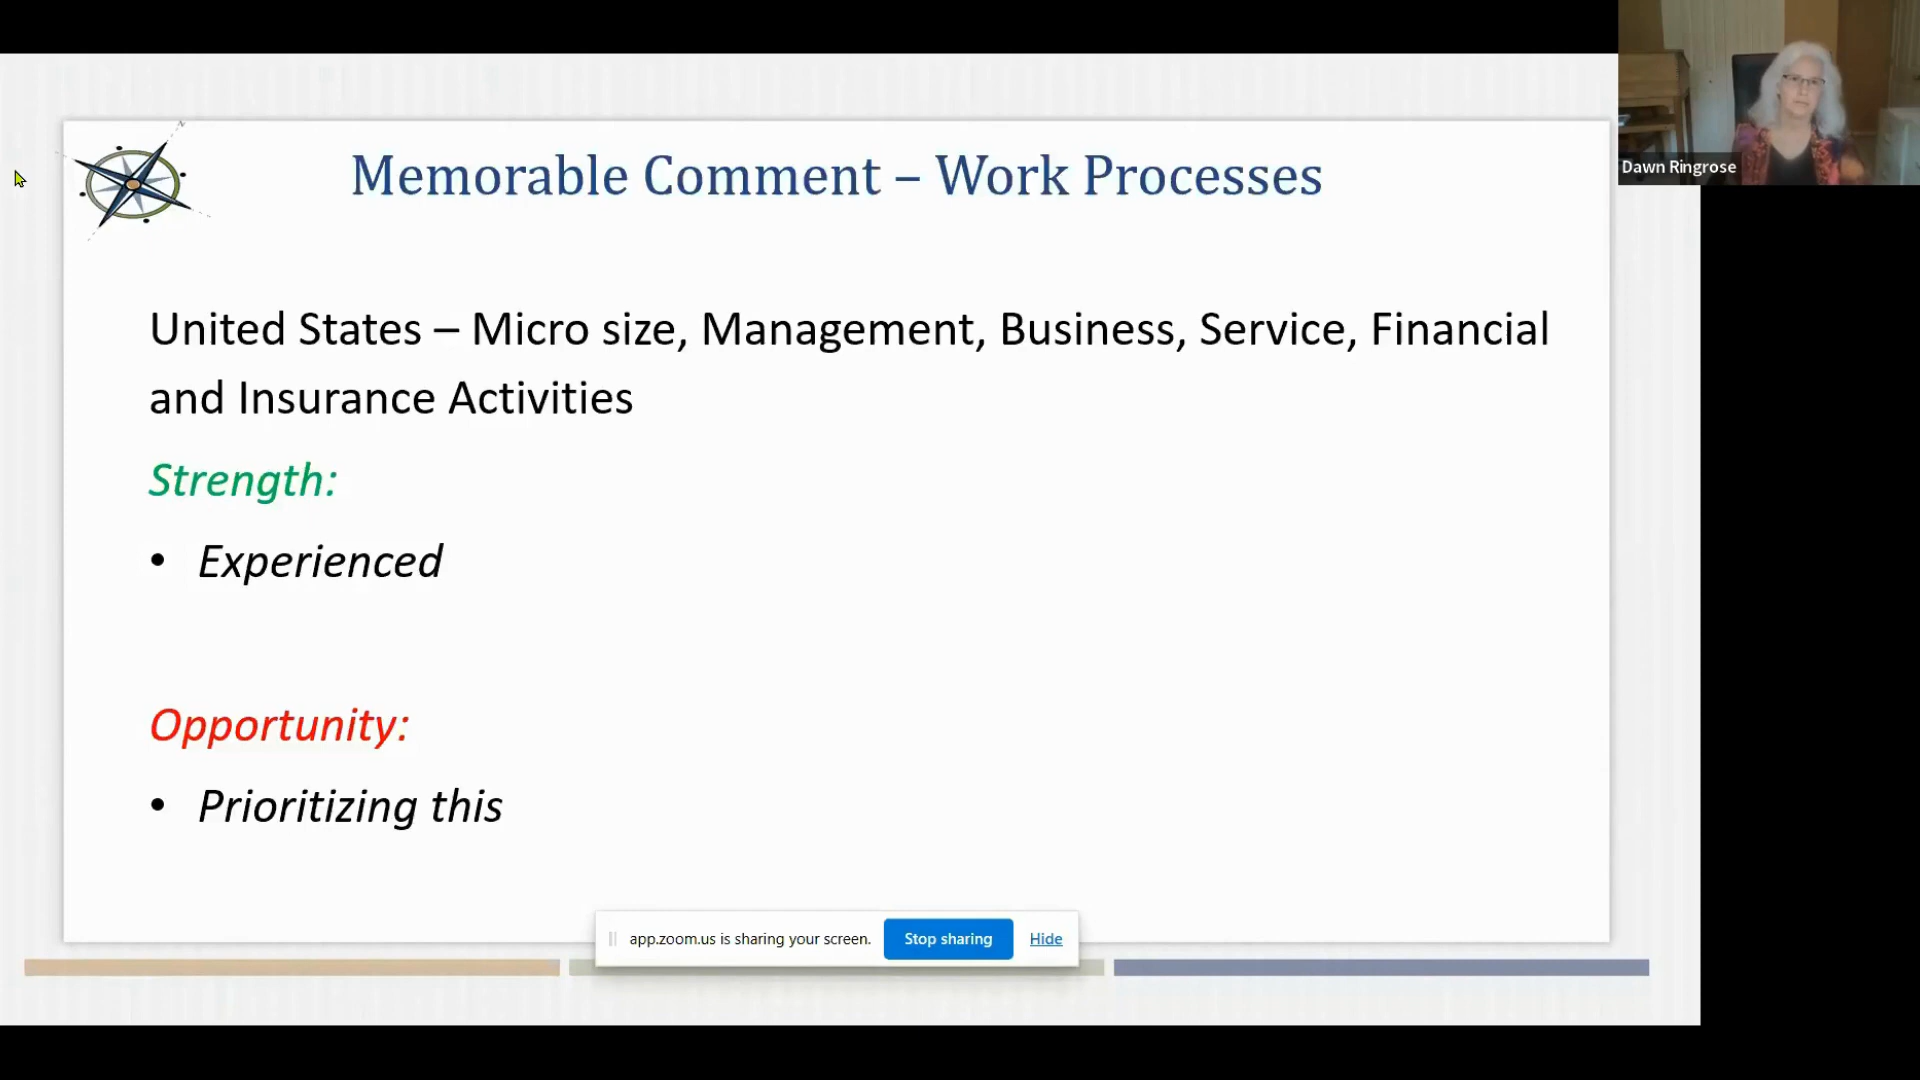 Memorable Comment – Work Processes
Dawn Ringrose
United States – Micro size, Management, Business, Service, Financial
and Insurance Activities
Strength:
• Experienced
Opportunity:
• Prioritizing this
app.zoom.us is sharing your screen. Stop sharing Hide